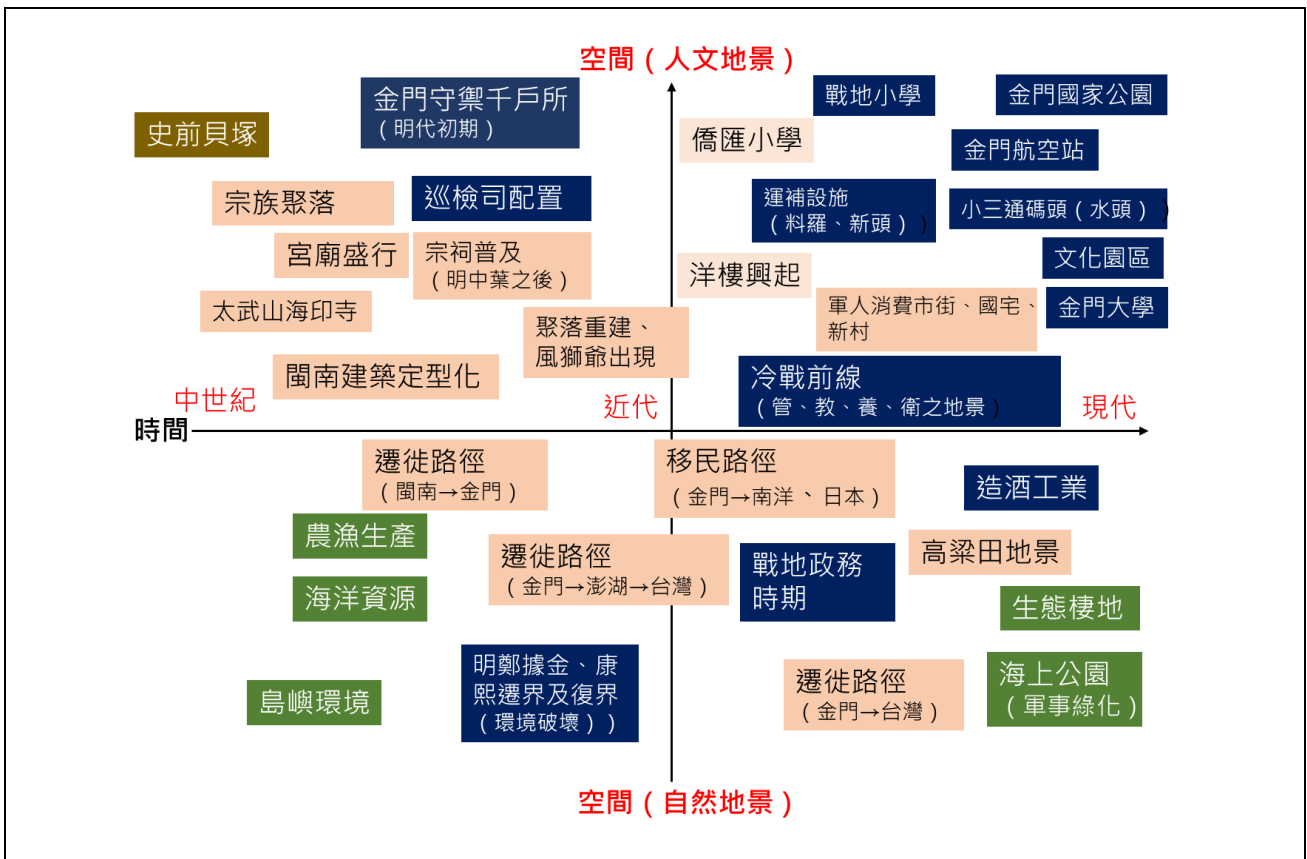 空間（人文地景）
金門守禦千戶所
（明代初期）
史前貝塚
宗族聚落
巡檢司配置
宮廟盛行
宗祠普及
（明中葉之後）
太武山海印寺
聚落重建、
風獅爺出現
閩南建築定型化
戰地小學
金門國家公園
僑匯小學
金門航空站
運補設施
（料羅、新頭）)
小三通碼頭（水頭）)
文化園區
洋樓興起
軍人消費市街、國宅、
新村
金門大學
冷戰前線
（管、教、養、衛之地景）
中世紀
近代
現代
時間
遷徙路徑
（閩南→金門）
移民路徑
（金門→南洋、日本）
造酒工業
農漁生產
遷徙路徑
（金門→澎湖→台灣）
戰地政務
時期
高粱田地景
海洋資源
生態棲地
島嶼環境
明鄭據金、康
熙遷界及復界
（環境破壞））
遷徙路徑
（金門→台灣）
海上公園
（軍事綠化）
空間（自然地景）